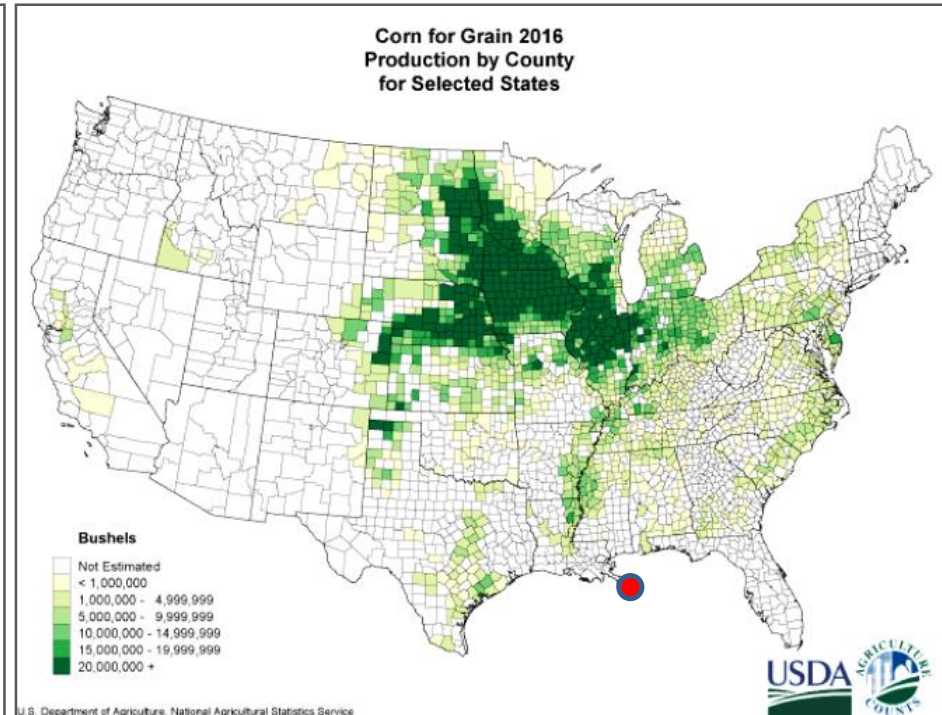 Corn for Grain 2016
Production by County
for Selected States
Bushels
Not Estimated
< 1,000,000
1,000,000 - 4,999,999
5,000,000 - 9,999,999
10,000,000 - 14,999,999
15,000,000 - 19,999,999
20,000,000 +
USDA
AGRICULTURE
COUNTS
U.S. Department of Agriculture, National Agricultural Statistics Service